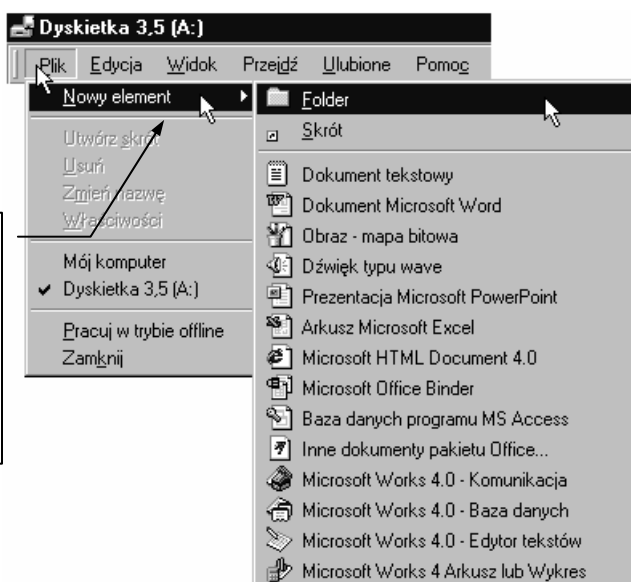 Dyskietka 3,5 (A:)
Plik Edycja Widok Przejdź Ulubione Pomoc
Nowy element
Utwórz skrót
Usuń
Zmień nazwę
Właściwości
Mój komputer
Dyskietka 3,5 (A:)
Pracuj w trybie offline
Zamknij
Folder
Skrót
Dokument tekstowy
Dokument Microsoft Word
Obraz - mapa bitowa
Dźwięk typu wave
Prezentacja Microsoft PowerPoint
Arkusz Microsoft Excel
Microsoft HTML Document 4.0
Microsoft Office Binder
Baza danych programu MS Access
Inne dokumenty pakietu Office...
Microsoft Works 4.0 - Komunikacja
Microsoft Works 4.0 - Baza danych
Microsoft Works 4.0 - Edytor tekstów
Microsoft Works 4 Arkusz lub Wykres